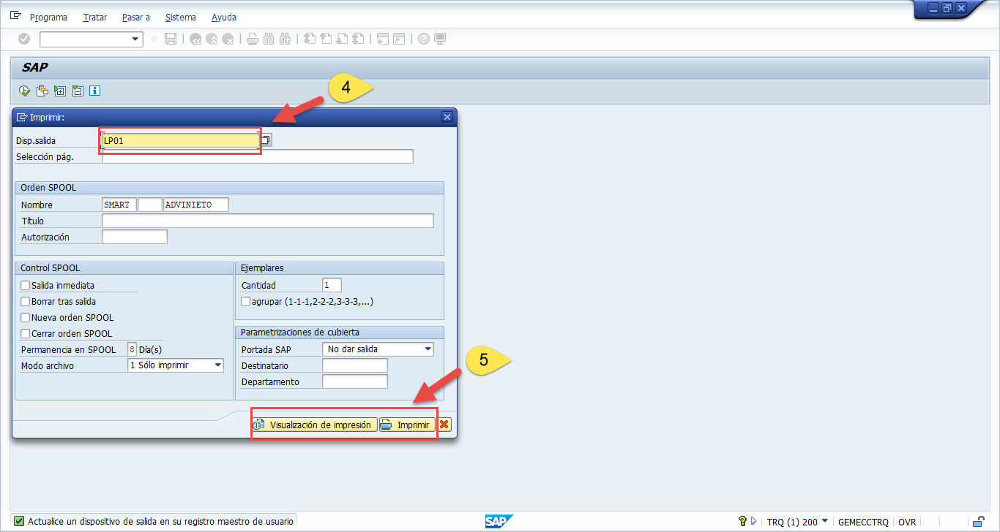 Programa Tratar Pasar a Sistema Ayuda
SAP
4
Imprimir:
Disp.salida LP01
Selección pág.
Orden SPOOL
Nombre SMART ADVINIETO
Título
Autorización
Control SPOOL Ejemplares
Salida inmediata Cantidad 1
Borrar tras salida agrupar (1-1-1,2-2-2,3-3-3,...)
Nueva orden SPOOL
Cerrar orden SPOOL Parametrizaciones de cubierta
Permanencia en SPOOL 8 Día(s) Portada SAP No dar salida
Modo archivo 1 Sólo imprimir Destinatario
5
Departamento
Visualización de impresión Imprimir
Actualice un dispositivo de salida en su registro maestro de usuario SAP TRQ (1) 200 GEMECCTRQ OVR